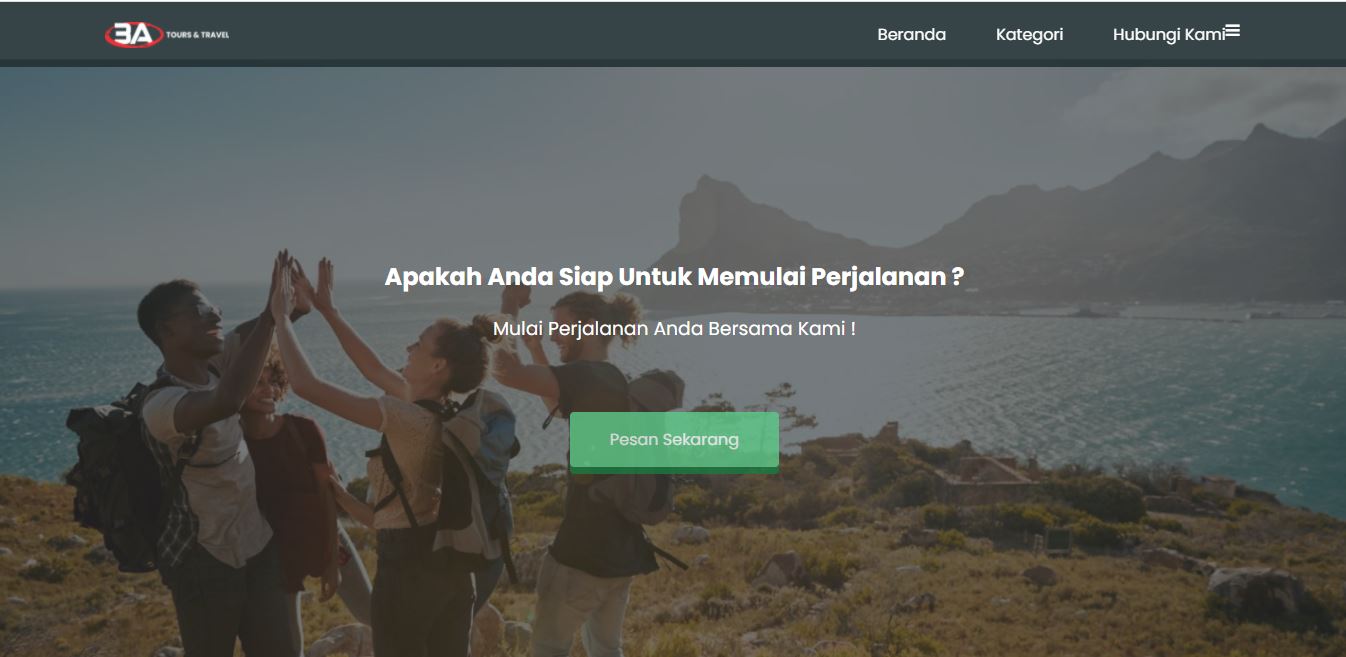 3A TOURS & TRAVEL
Beranda
Kategori
Hubungi Kami
Apakah Anda Siap Untuk Memulai Perjalanan ?
Mulai Perjalanan Anda Bersama Kami !
Pesan Sekarang